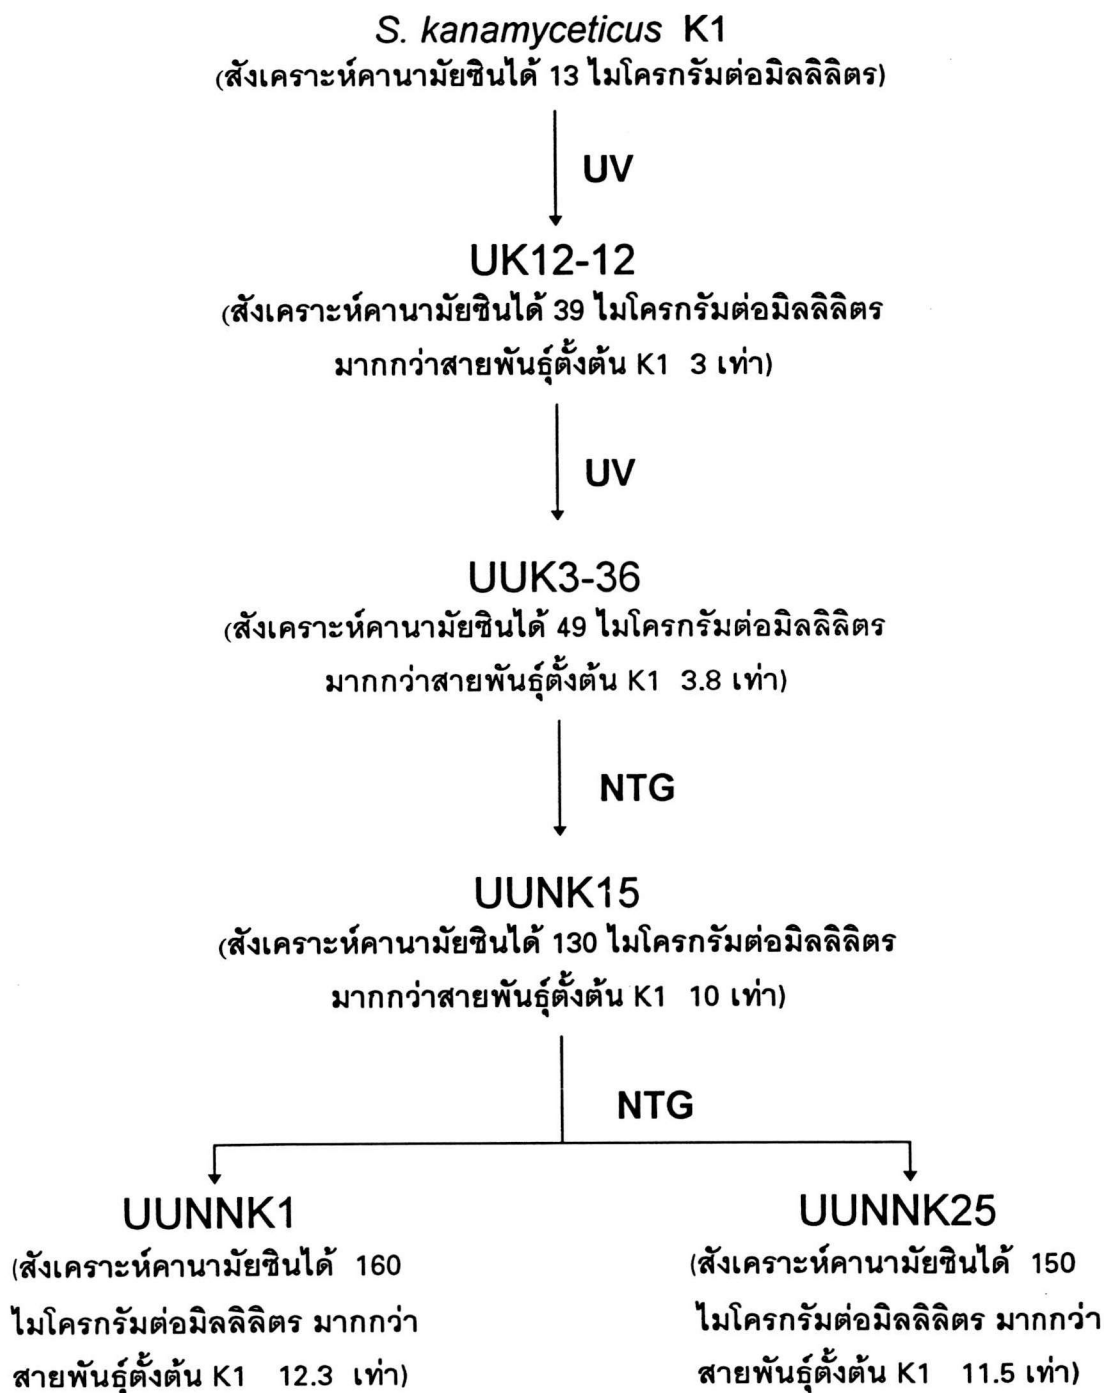 S. kanamyceticus K1
(สังเคราะห์คานามัยซินได้ 13 ไมโครกรัมต่อมิลลิลิตร)
UV
UK12-12
(สังเคราะห์คานามัยซินได้ 39 ไมโครกรัมต่อมิลลิลิตร
มากกว่าสายพันธุ์ตั้งต้น K1 3 เท่า)
UV
UUK3-36
(สังเคราะห์คานามัยซินได้ 49 ไมโครกรัมต่อมิลลิลิตร
มากกว่าสายพันธุ์ตั้งต้น K1 3.8 เท่า)
NTG
UUNK15
(สังเคราะห์คานามัยซินได้ 130 ไมโครกรัมต่อมิลลิลิตร
มากกว่าสายพันธุ์ตั้งต้น K1 10 เท่า)
NTG
UUNNK1
(สังเคราะห์คานามัยซินได้ 160
ไมโครกรัมต่อมิลลิลิตร มากกว่า
สายพันธุ์ตั้งต้น K1 12.3 เท่า)
UUNNK25
(สังเคราะห์คานามัยซินได้ 150
ไมโครกรัมต่อมิลลิลิตร มากกว่า
สายพันธุ์ตั้งต้น K1 11.5 เท่า)